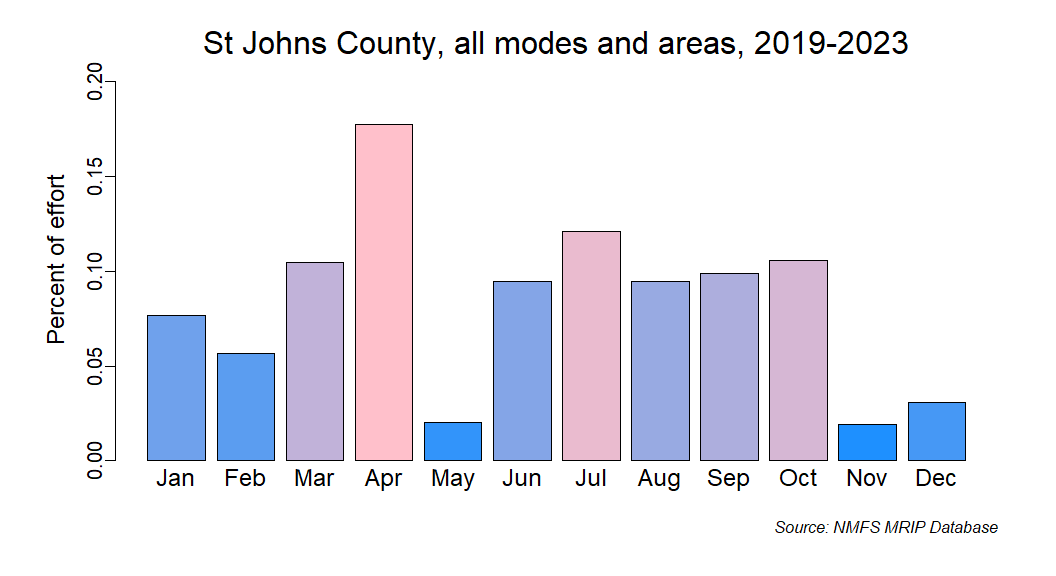 St Johns County, all modes and areas, 2019-2023
Percent of effort
0.20
0.15
0.10
0.05
0.00
Jan Feb Mar Apr May Jun Jul Aug Sep Oct Nov Dec
Source: NMFS MRIP Database